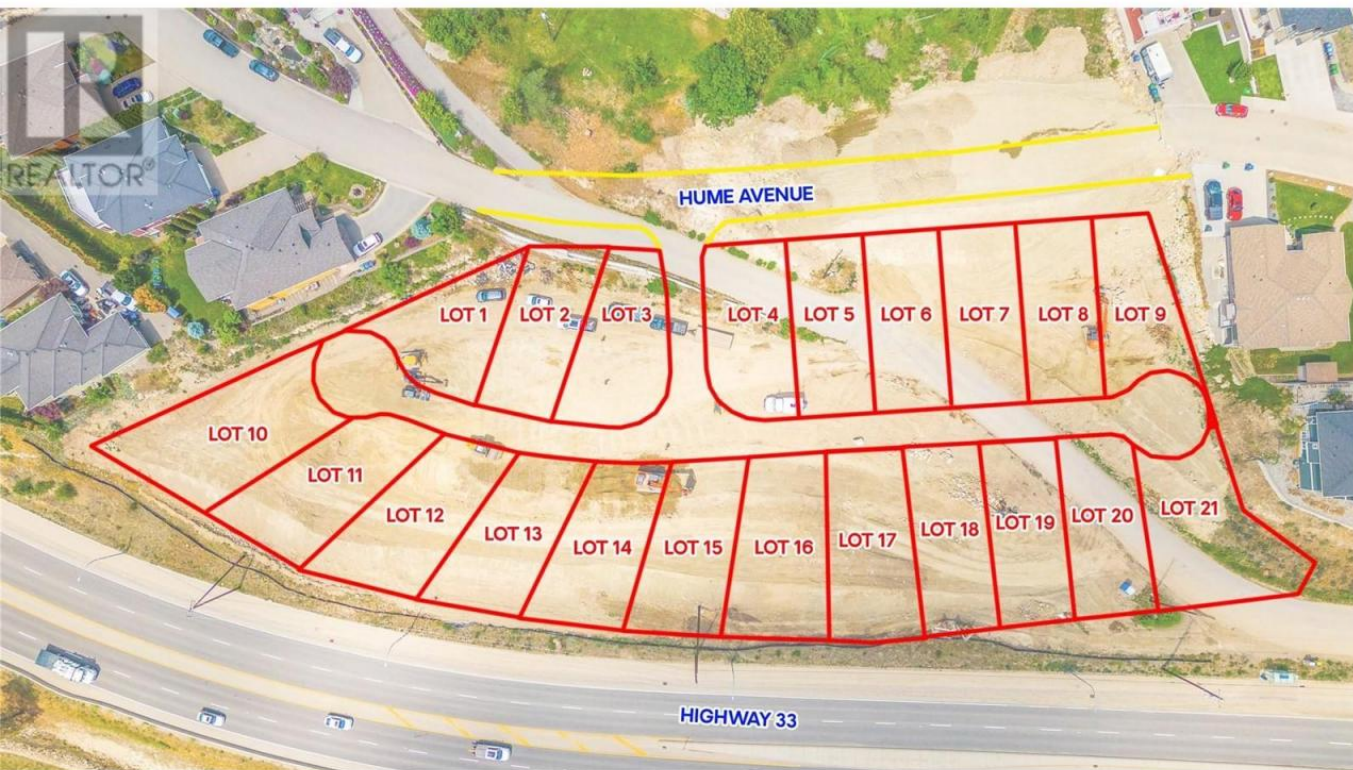 REALTOR®
HUME AVENUE
LOT 1
LOT 2
LOT 3
LOT 4
LOT 5
LOT 6
LOT 7
LOT 8
LOT 9
LOT 10
LOT 11
LOT 12
LOT 13
LOT 14
LOT 15
LOT 16
LOT 17
LOT 18
LOT 19
LOT 20
LOT 21
HIGHWAY 33